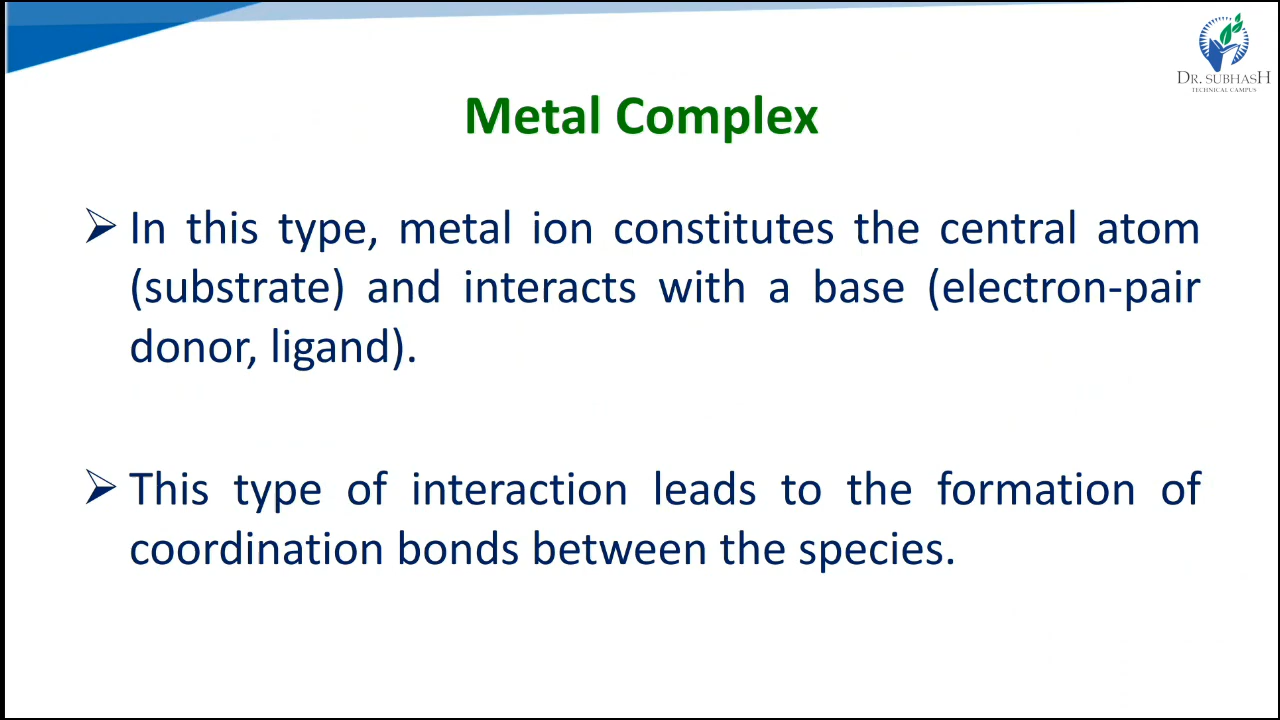 DR. SUBHASH
TECHNICAL CAMPUS
Metal Complex
In this type, metal ion constitutes the central atom
(substrate) and interacts with a base (electron-pair
donor, ligand).
This type of interaction leads to the formation of
coordination bonds between the species.